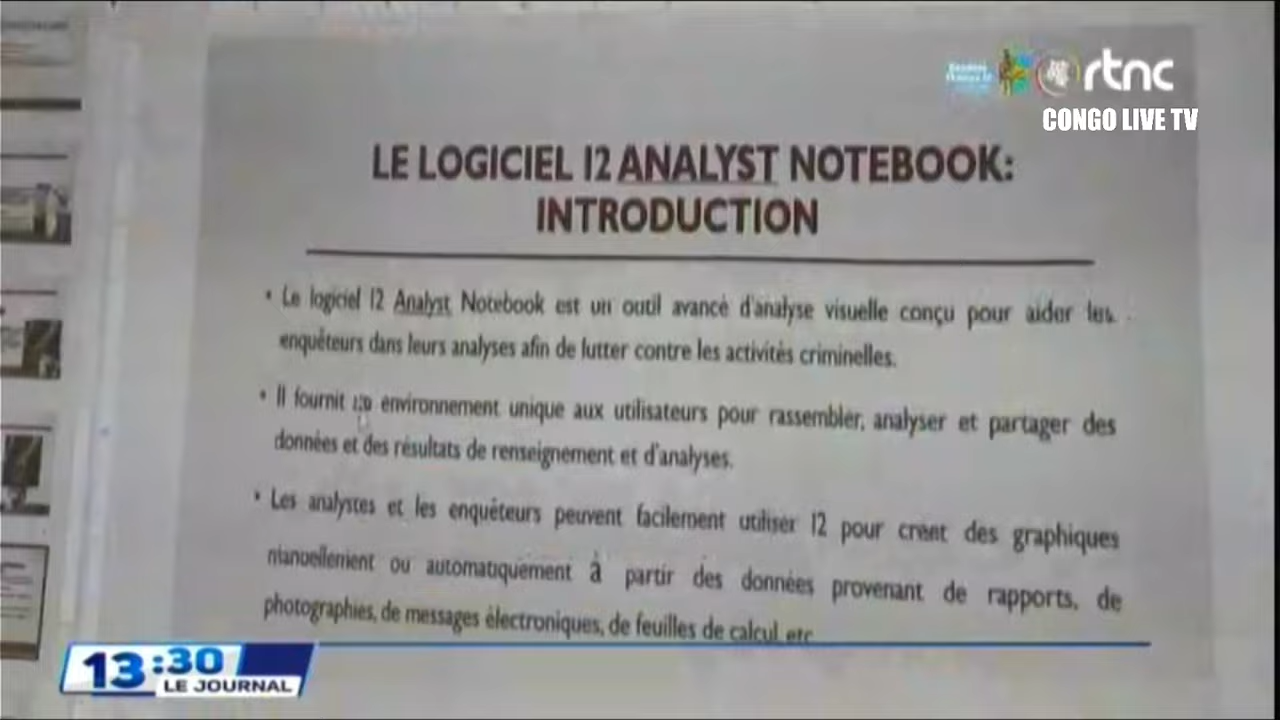 rtnc
CONGO LIVE TV
LE LOGICIEL I2 ANALYST NOTEBOOK:
INTRODUCTION
• Le logiciel I2 Analyst Notebook est un outil avancé d'analyse visuelle conçu pour aider les
enquêteurs dans leurs analyses afin de lutter contre les activités criminelles.
• Il fournit un environnement unique aux utilisateurs pour rassembler, analyser et partager des
données et des résultats de renseignement et d'analyses.
• Les analystes et les enquêteurs peuvent facilement utiliser I2 pour créent des graphiques
manuellement ou automatiquement à partir des données provenant de rapports, de
photographies, de messages électroniques, de feuilles de calcul, etc
13:30
LE JOURNAL